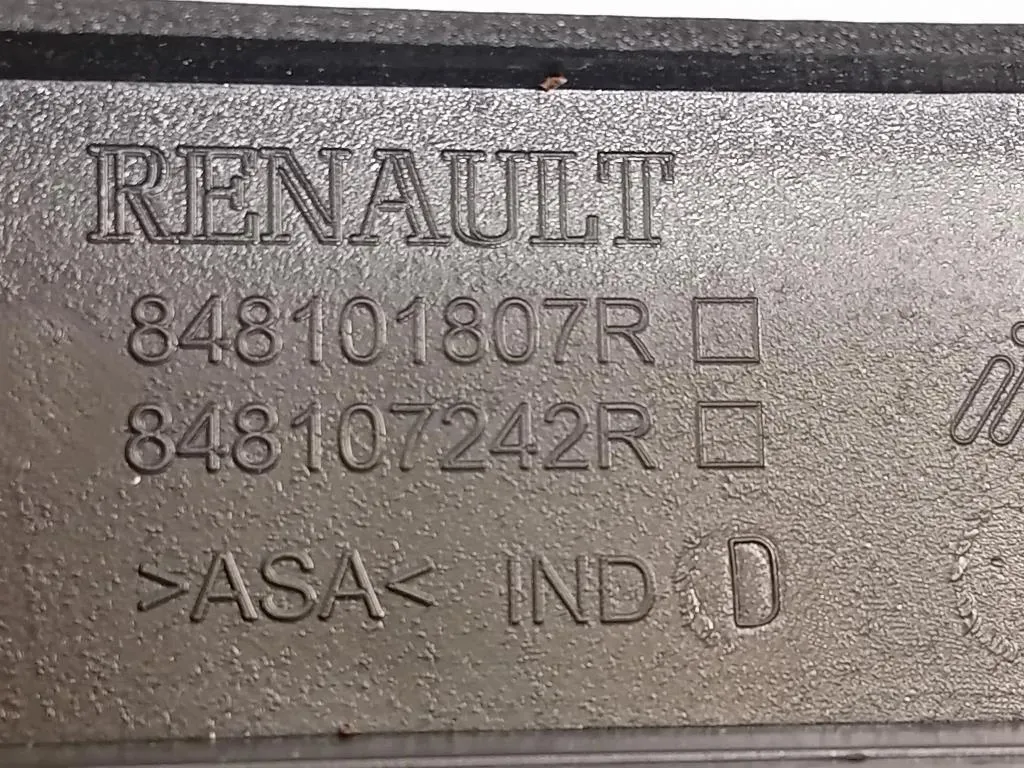 RENAULT
848101807R
848107242R
>ASA< IND D